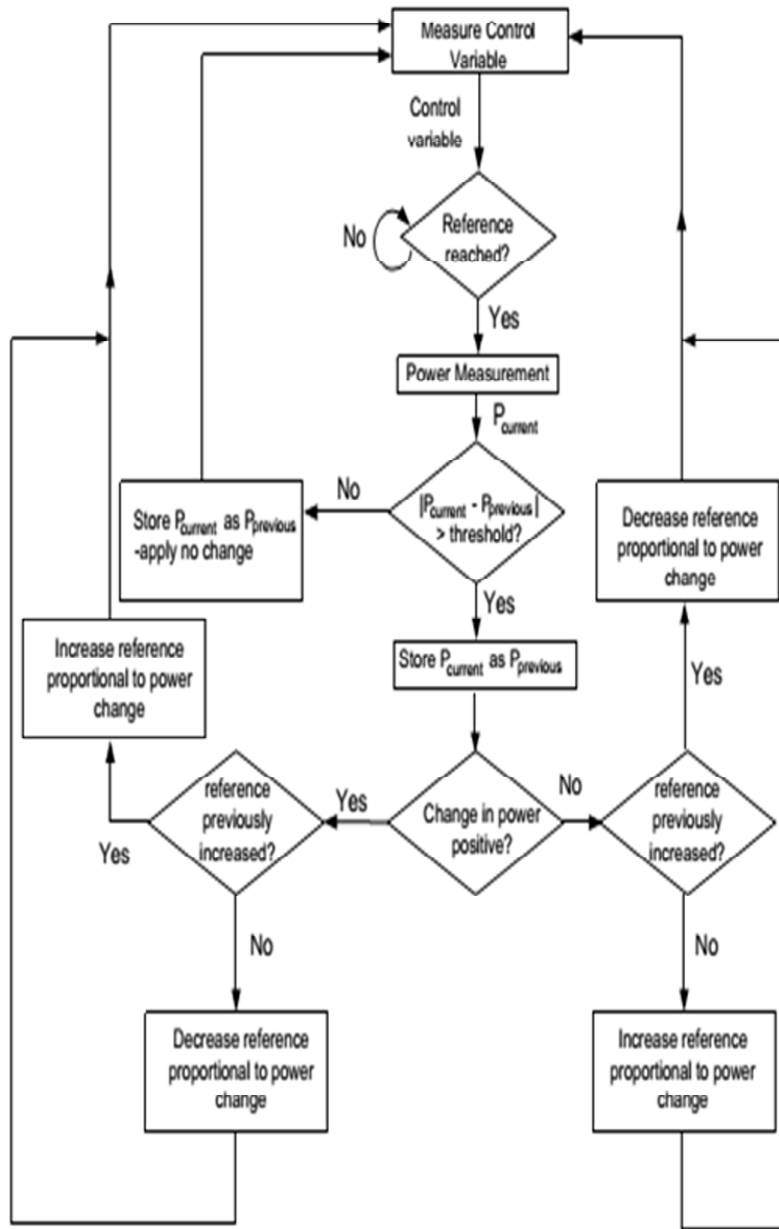 Measure Control
Variable
Control
variable
No
Reference
reached?
Yes
Power Measurement
Pcurrent
No
|Pcurrent - Pprevious|
> threshold?
Store Pcurrent as Pprevious
-apply no change
Decrease reference
proportional to power
change
Yes
Store Pcurrent as Pprevious
Increase reference
proportional to power
change
Yes
reference
previously
increased?
Yes
Yes
Change in power
positive?
No
reference
previously
increased?
No
No
Decrease reference
proportional to power
change
Increase reference
proportional to power
change